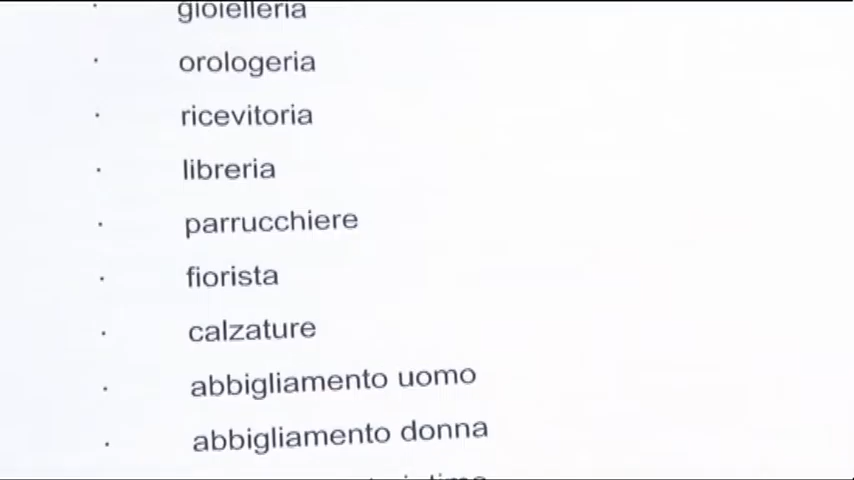 gioielleria
orologeria
ricevitoria
libreria
parrucchiere
fiorista
calzature
abbigliamento uomo
abbigliamento donna